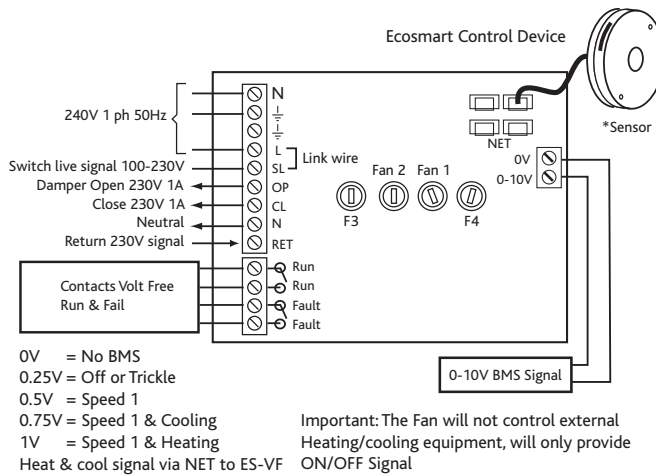 Ecosmart Control Device
240V 1 ph 50Hz
N
L
Link wire
Switch live signal 100-230V
SL
Damper Open 230V 1A
OP
Close 230V 1A
CL
Neutral
N
Return 230V signal
RET
NET
*Sensor
0V
0-10V
Fan 2 Fan 1
F3
F4
Contacts Volt Free
Run & Fail
Run
Run
Fault
Fault
0-10V BMS Signal
0V = No BMS
0.25V = Off or Trickle
0.5V = Speed 1
0.75V = Speed 1 & Cooling
1V = Speed 1 & Heating
Heat & cool signal via NET to ES-VF
Important: The Fan will not control external
Heating/cooling equipment, will only provide
ON/OFF Signal